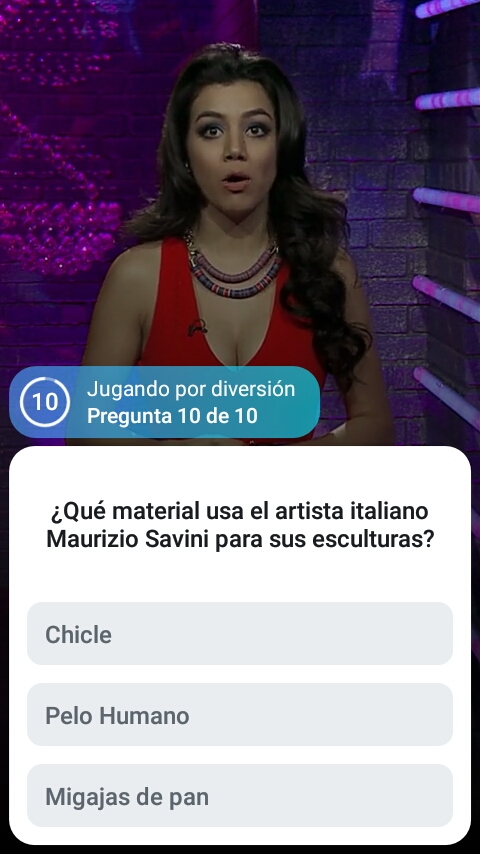 10
Jugando por diversión
Pregunta 10 de 10
¿Qué material usa el artista italiano
Maurizio Savini para sus esculturas?
Chicle
Pelo Humano
Migajas de pan